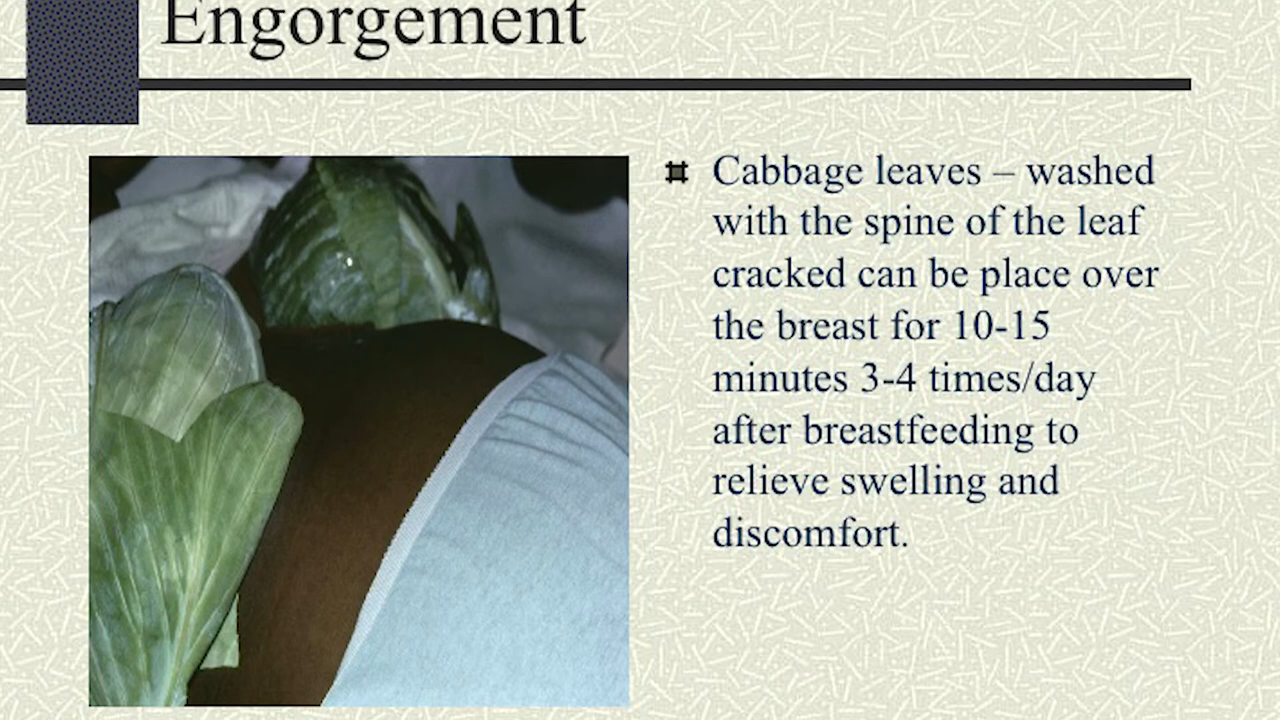 Engorgement
Cabbage leaves – washed
with the spine of the leaf
cracked can be place over
the breast for 10-15
minutes 3-4 times/day
after breastfeeding to
relieve swelling and
discomfort.